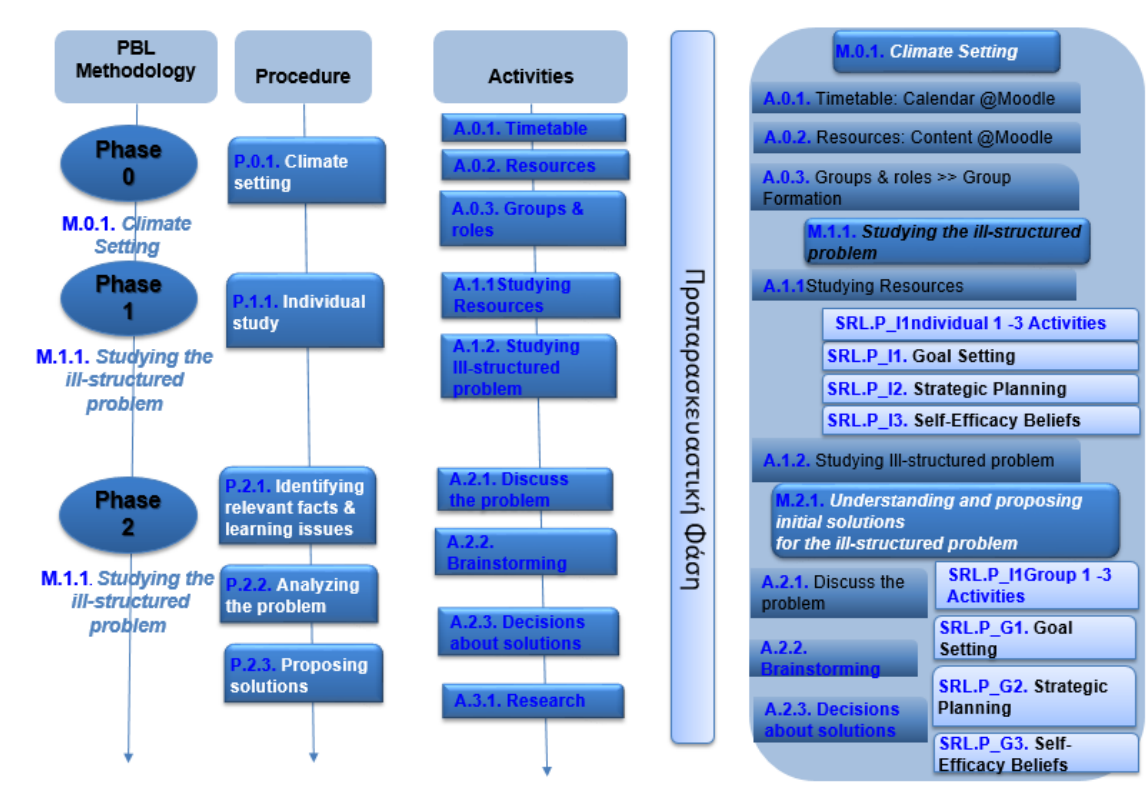 PBL
Methodology
Phase
0
M.0.1. Climate
Setting
Phase
1
M.1.1. Studying the
ill-structured
problem
Phase
2
M.1.1. Studying the
ill-structured
problem
Procedure
P.0.1. Climate
setting
P.1.1. Individual
study
P.2.1. Identifying
relevant facts &
learning issues
P.2.2. Analyzing
the problem
P.2.3. Proposing
solutions
Activities
A.0.1. Timetable
A.0.2. Resources
A.0.3. Groups &
roles
A.1.1Studying
Resources
A.1.2. Studying
Ill-structured
problem
A.2.1. Discuss
the problem
A.2.2.
Brainstorming
A.2.3. Decisions
about solutions
A.3.1. Research
Προπαρασκευαστική Φάση
M.0.1. Climate Setting
A.0.1. Timetable: Calendar @Moodle
A.0.2. Resources: Content @Moodle
A.0.3. Groups & roles >> Group
Formation
M.1.1. Studying the ill-structured
problem
A.1.1Studying Resources
SRL.P_I1ndividual 1 -3 Activities
SRL.P_I1. Goal Setting
SRL.P_I2. Strategic Planning
SRL.P_I3. Self-Efficacy Beliefs
A.1.2. Studying Ill-structured problem
M.2.1. Understanding and proposing
initial solutions
for the ill-structured problem
A.2.1. Discuss the
problem
A.2.2.
Brainstorming
A.2.3. Decisions
about solutions
SRL.P_I1Group 1 -3
Activities
SRL.P_G1. Goal
Setting
SRL.P_G2. Strategic
Planning
SRL.P_G3. Self-
Efficacy Beliefs